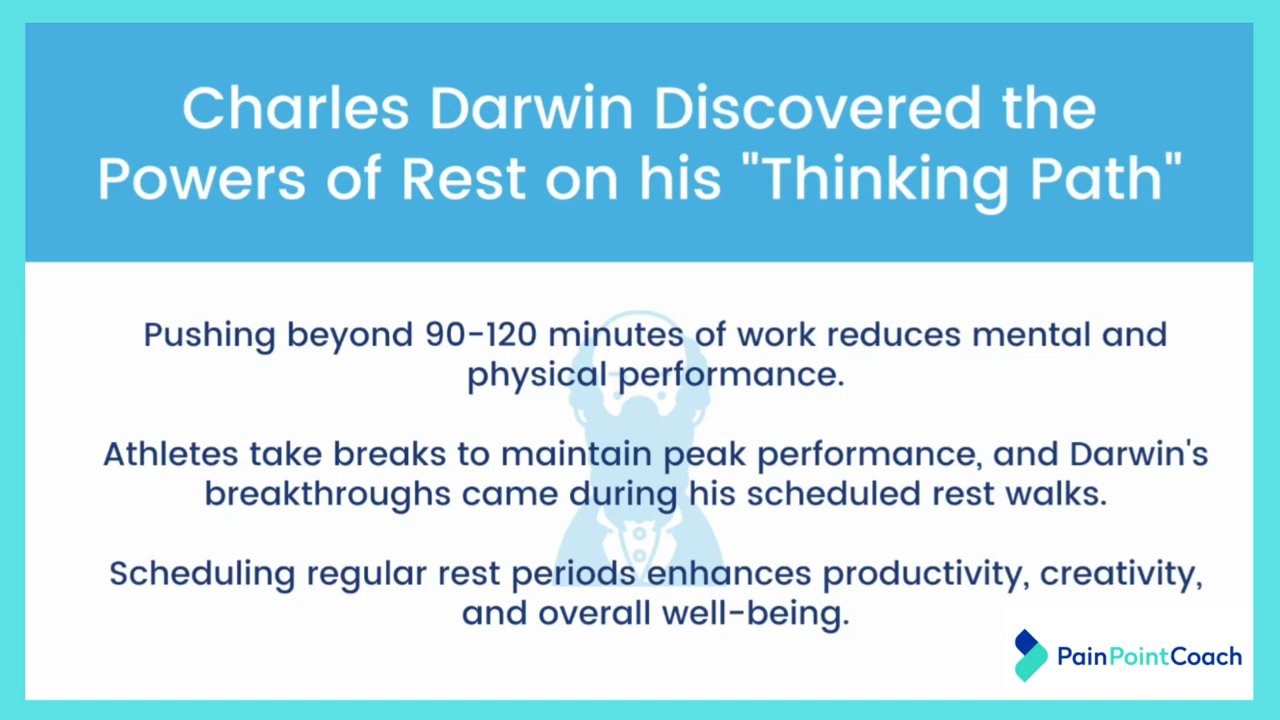 Charles Darwin Discovered the
Powers of Rest on his "Thinking Path"
Pushing beyond 90-120 minutes of work reduces mental and
physical performance.
Athletes take breaks to maintain peak performance, and Darwin's
breakthroughs came during his scheduled rest walks.
Scheduling regular rest periods enhances productivity, creativity,
and overall well-being.
PainPointCoach